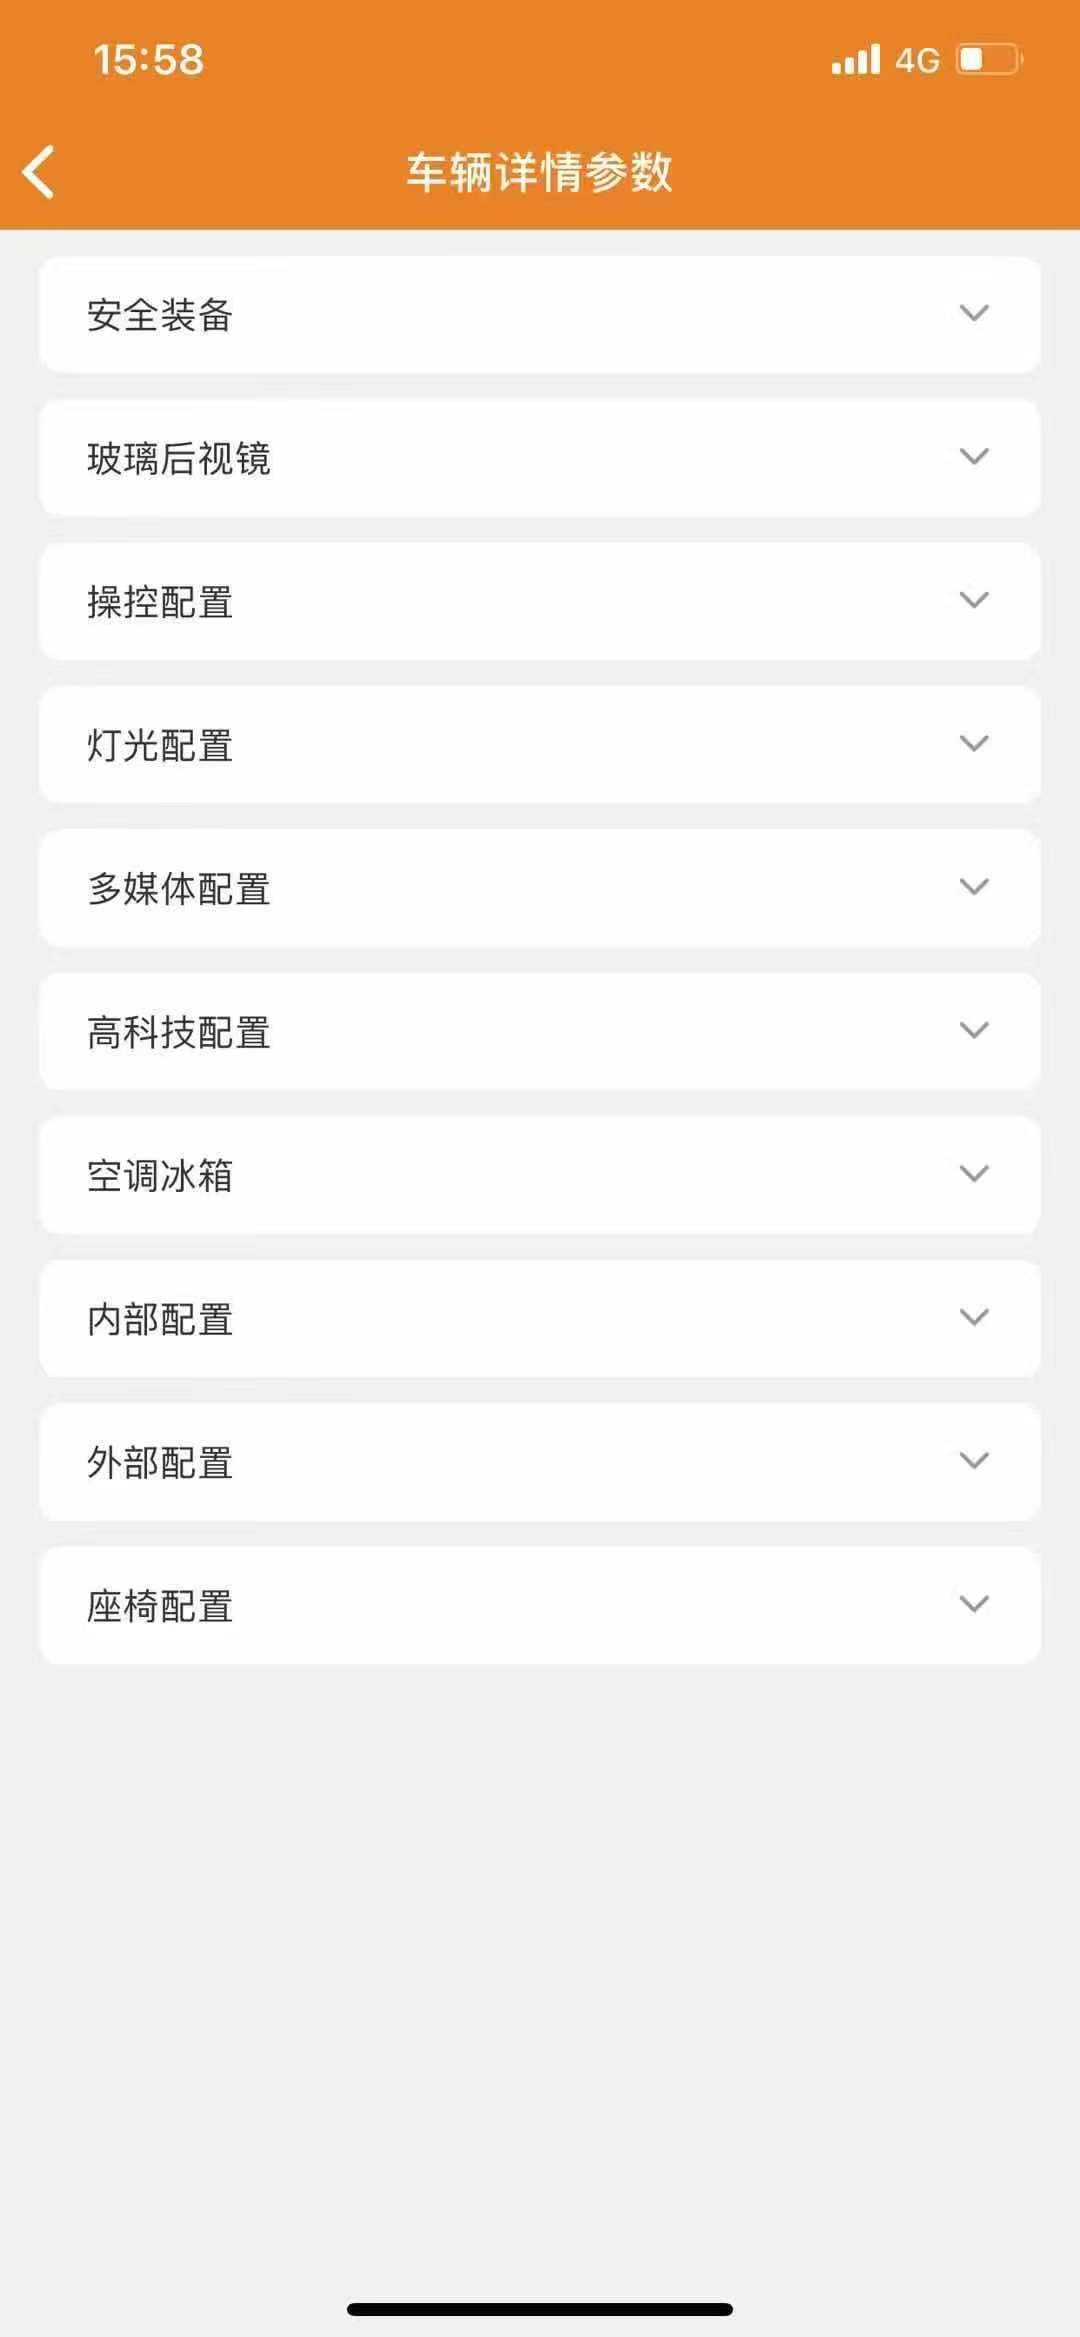 15:58 4G
车辆详情参数
安全装备
玻璃后视镜
操控配置
灯光配置
多媒体配置
高科技配置
空调冰箱
内部配置
外部配置
座椅配置